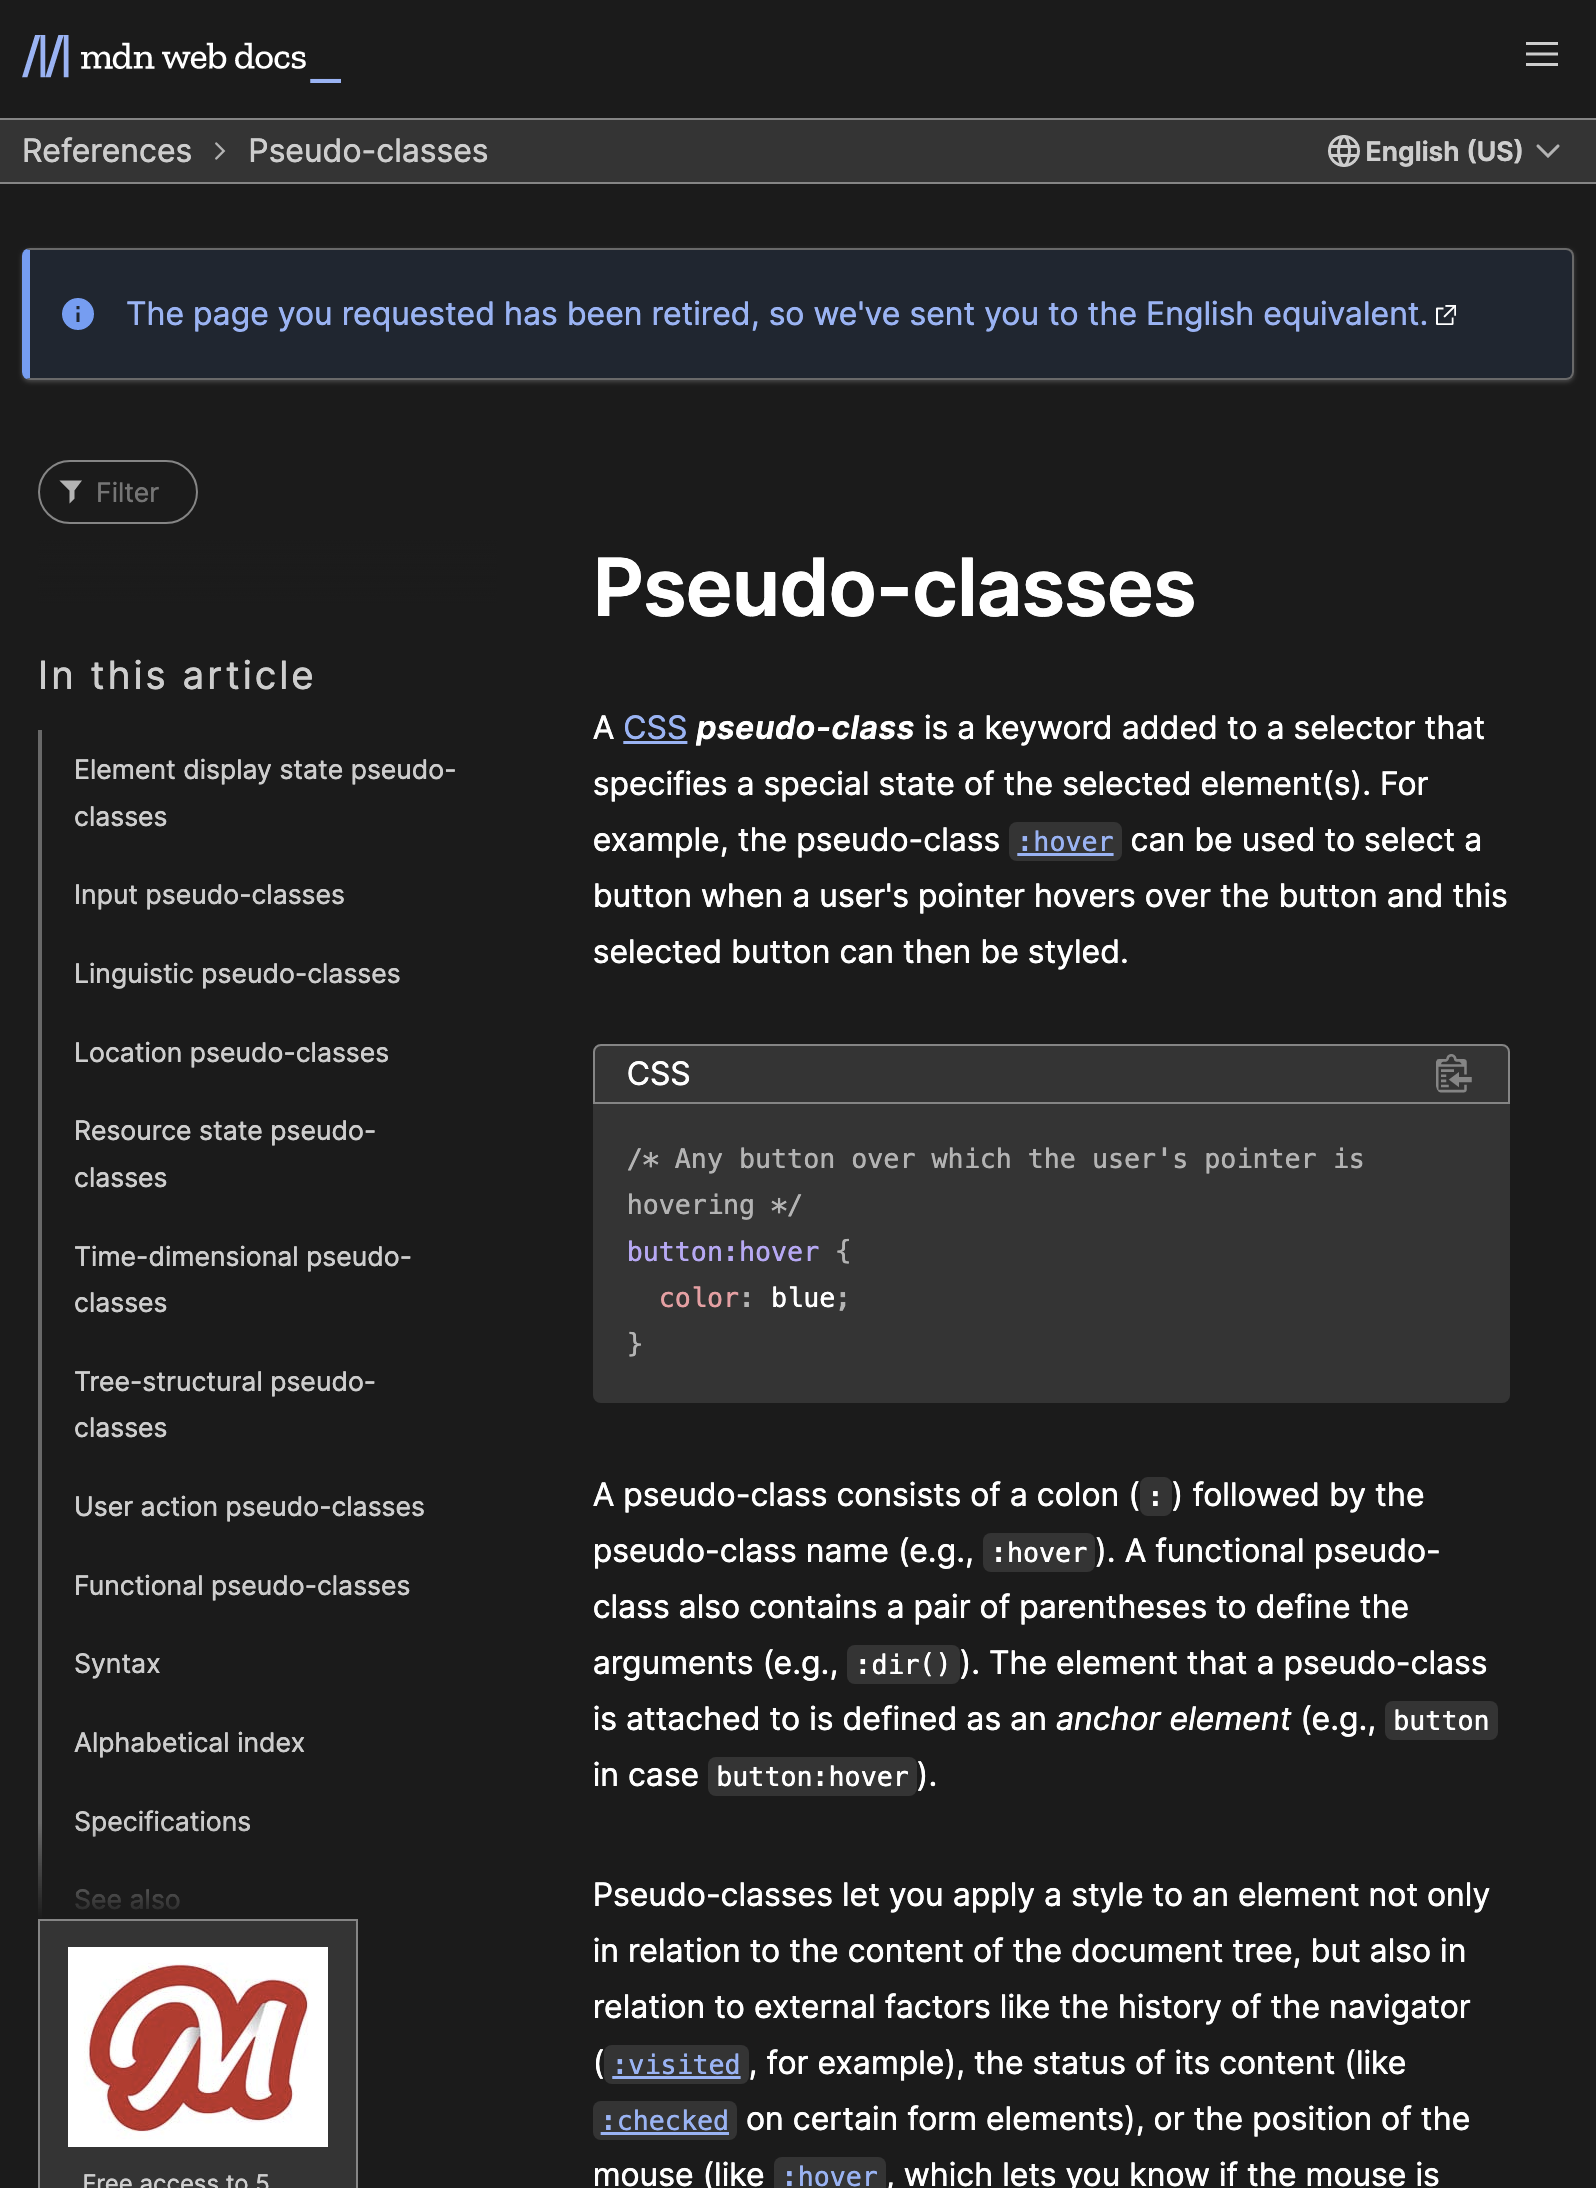 mdn web docs_
References > Pseudo-classes
English (US)
The page you requested has been retired, so we've sent you to the English equivalent.
Filter
In this article
Element display state pseudo-
classes
Input pseudo-classes
Linguistic pseudo-classes
Location pseudo-classes
Resource state pseudo-
classes
Time-dimensional pseudo-
classes
Tree-structural pseudo-
classes
User action pseudo-classes
Functional pseudo-classes
Syntax
Alphabetical index
Specifications
See also
M
Free access to 5
Pseudo-classes
A CSS pseudo-class is a keyword added to a selector that
specifies a special state of the selected element(s). For
example, the pseudo-class :hover can be used to select a
button when a user's pointer hovers over the button and this
selected button can then be styled.
CSS
/* Any button over which the user's pointer is
hovering */
button:hover {
  color: blue;
}
A pseudo-class consists of a colon (:) followed by the
pseudo-class name (e.g., :hover). A functional pseudo-
class also contains a pair of parentheses to define the
arguments (e.g., :dir()). The element that a pseudo-class
is attached to is defined as an anchor element (e.g., button
in case button:hover).
Pseudo-classes let you apply a style to an element not only
in relation to the content of the document tree, but also in
relation to external factors like the history of the navigator
(:visited, for example), the status of its content (like
:checked on certain form elements), or the position of the
mouse (like :hover, which lets you know if the mouse is